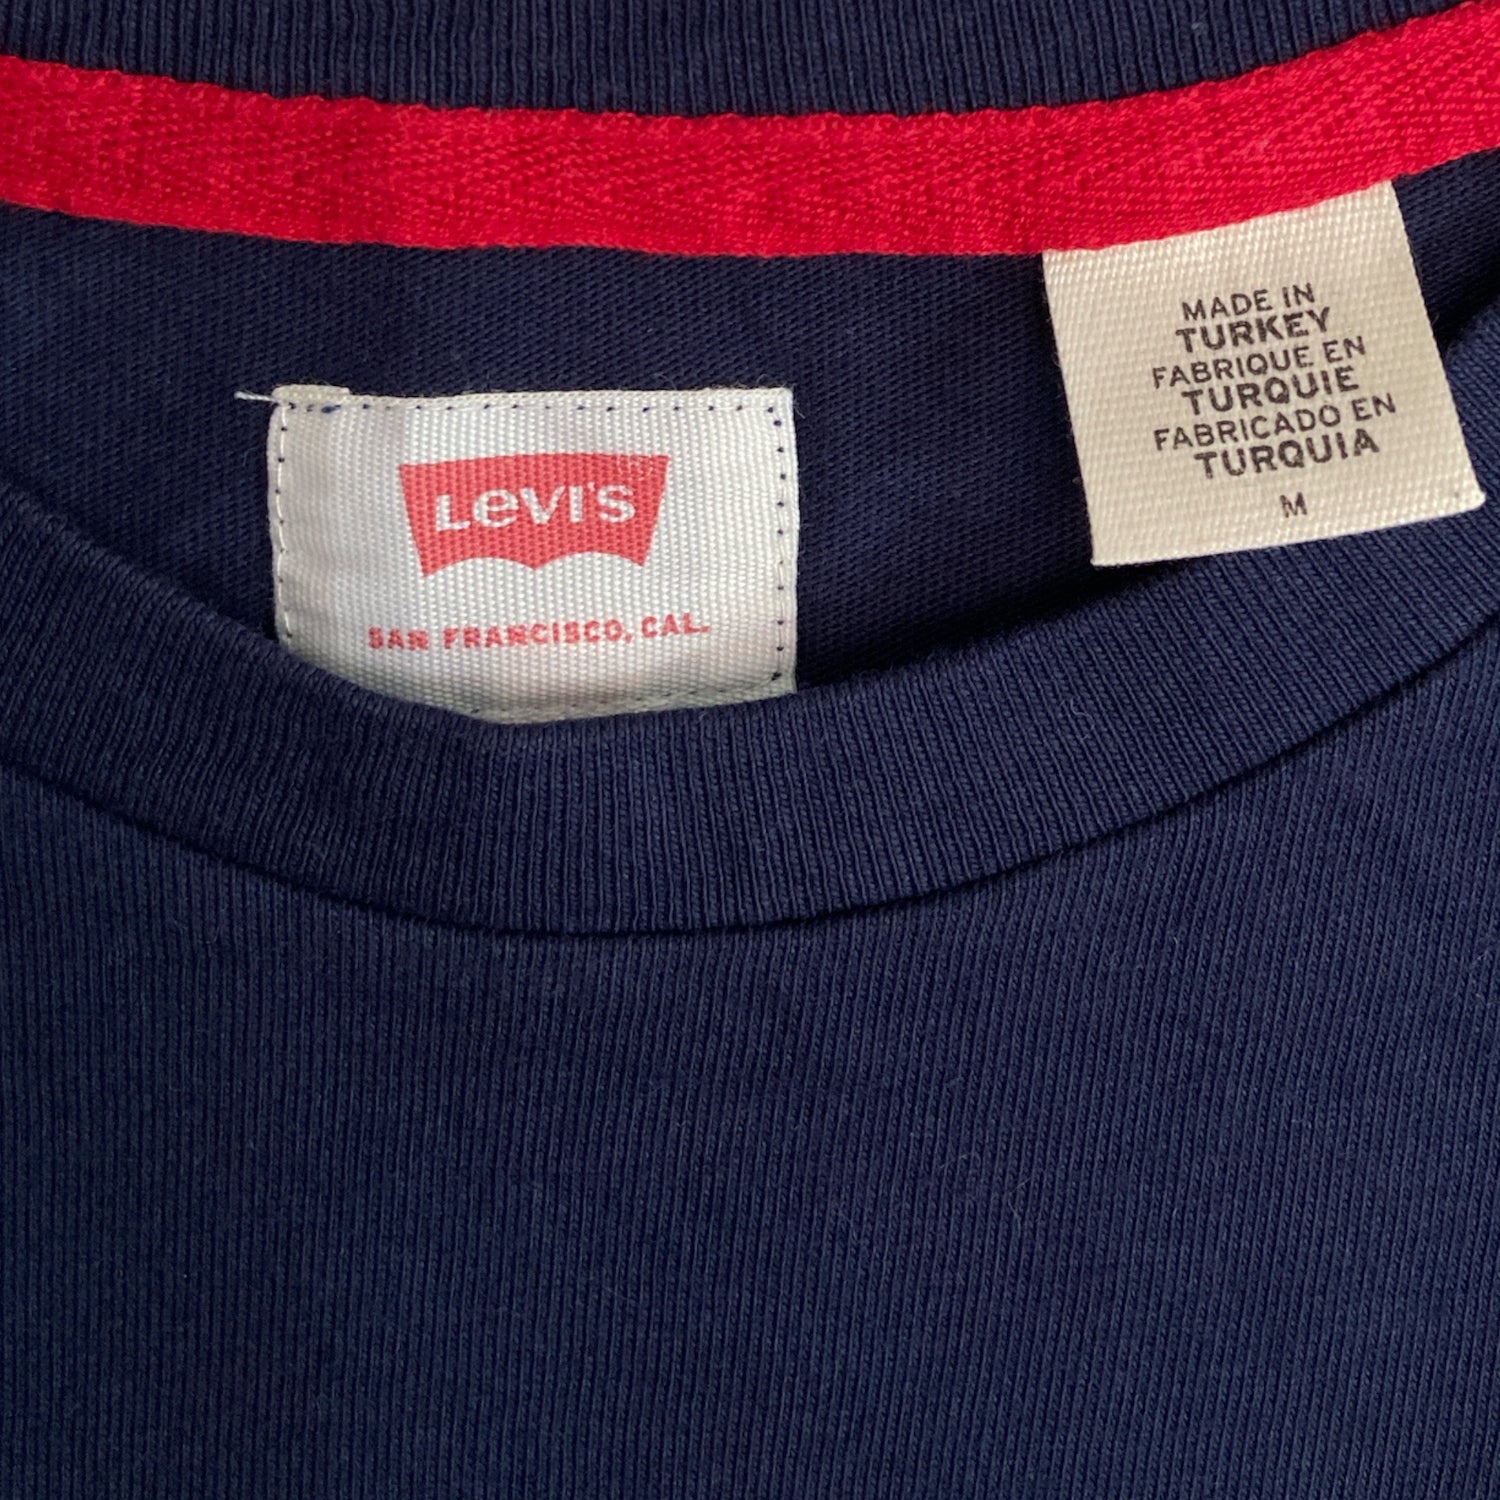 LEVI'S
SAN FRANCISCO, CAL.
MADE IN
TURKEY
FABRIQUE EN
TURQUIE
FABRICADO EN
TURQUIA
M